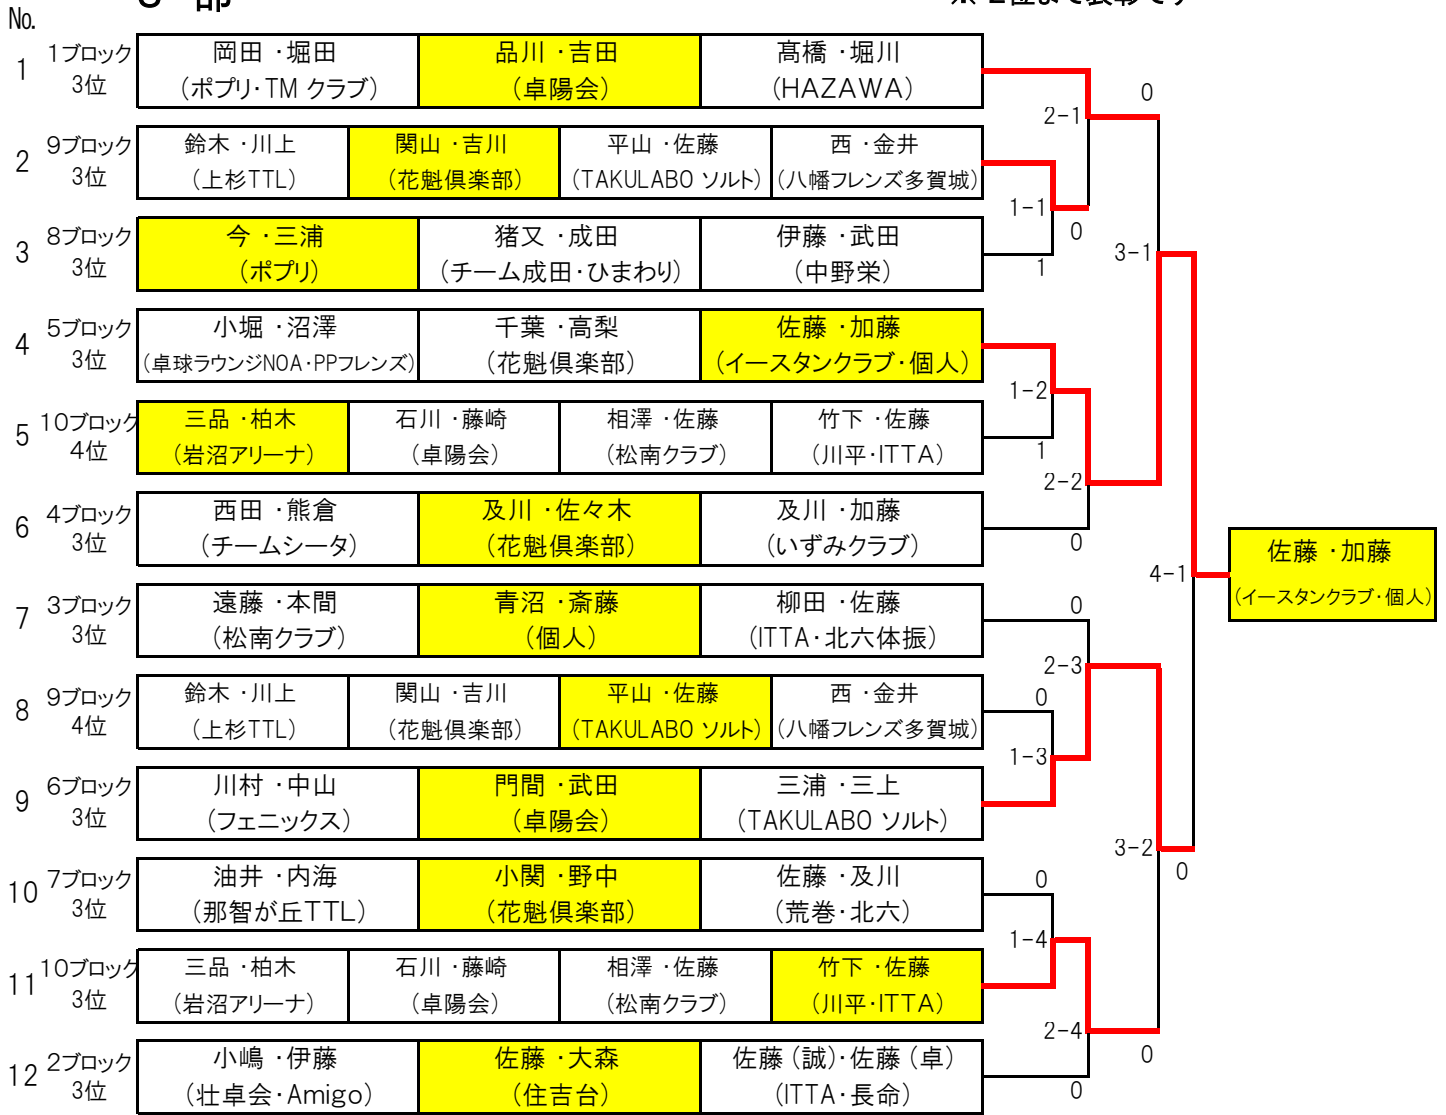 No.
1 1ブロック 3位
岡田・堀田 品川・吉田 髙橋・堀川
(ポプリ・TM クラブ) (卓陽会) (HAZAWA)
2 9ブロック 3位
鈴木・川上 関山・吉川 平山・佐藤 西・金井
(上杉TTL) (花魁倶楽部) (TAKULABO ソルト) (八幡フレンズ多賀城)
3 8ブロック 3位
今・三浦 猪又・成田 伊藤・武田
(ポプリ) (チーム成田・ひまわり) (中野栄)
4 5ブロック 3位
小堀・沼澤 千葉・高梨 佐藤・加藤
(卓球ラウンジNOA・PPフレンズ) (花魁倶楽部) (イースタンクラブ・個人)
5 10ブロック 4位
三品・柏木 石川・藤崎 相澤・佐藤 竹下・佐藤
(岩沼アリーナ) (卓陽会) (松南クラブ) (川平・ITTA)
6 4ブロック 3位
西田・熊倉 及川・佐々木 及川・加藤
(チームシータ) (花魁倶楽部) (いずみクラブ)
7 3ブロック 3位
遠藤・本間 青沼・斎藤 柳田・佐藤
(松南クラブ) (個人) (ITTA・北六体振)
8 9ブロック 4位
鈴木・川上 関山・吉川 平山・佐藤 西・金井
(上杉TTL) (花魁倶楽部) (TAKULABO ソルト) (八幡フレンズ多賀城)
9 6ブロック 3位
川村・中山 門間・武田 三浦・三上
(フェニックス) (卓陽会) (TAKULABO ソルト)
10 7ブロック 3位
油井・内海 小関・野中 佐藤・及川
(那智が丘TTL) (花魁倶楽部) (荒巻・北六)
11 10ブロック 3位
三品・柏木 石川・藤崎 相澤・佐藤 竹下・佐藤
(岩沼アリーナ) (卓陽会) (松南クラブ) (川平・ITTA)
12 2ブロック 3位
小嶋・伊藤 佐藤・大森 佐藤(誠)・佐藤(卓)
(壮卓会・Amigo) (住吉台) (ITTA・長命)
0
2-1
1-1
0
1
3-1
1-2
1
2-2
0
4-1
0
2-3
0
1-3
3-2
0
0
1-4
2-4
0
0
佐藤・加藤
(イースタンクラブ・個人)